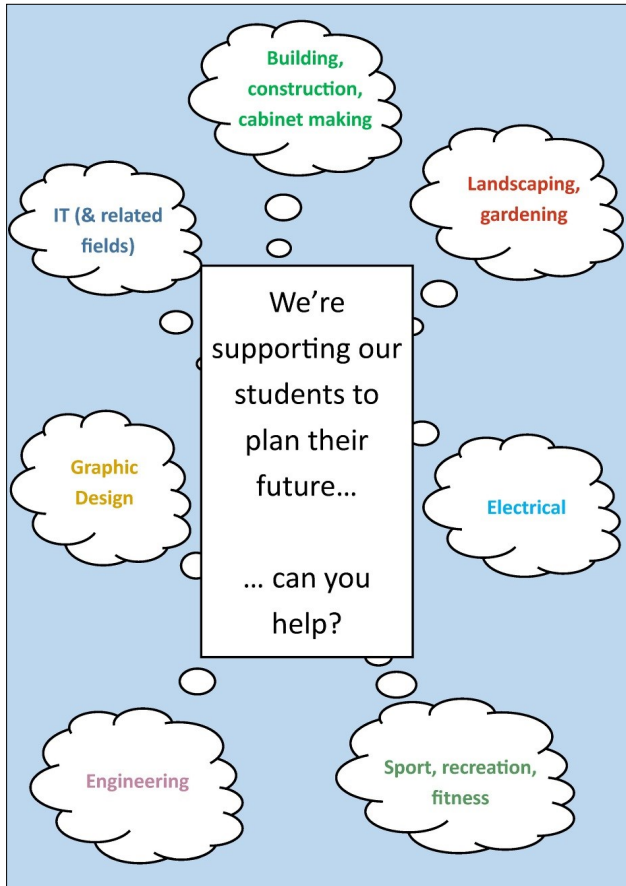 Building,
construction,
cabinet making
Landscaping,
gardening
IT (& related
fields)
We’re
supporting our
students to
plan their
future…
… can you
help?
Graphic
Design
Electrical
Engineering
Sport, recreation,
fitness